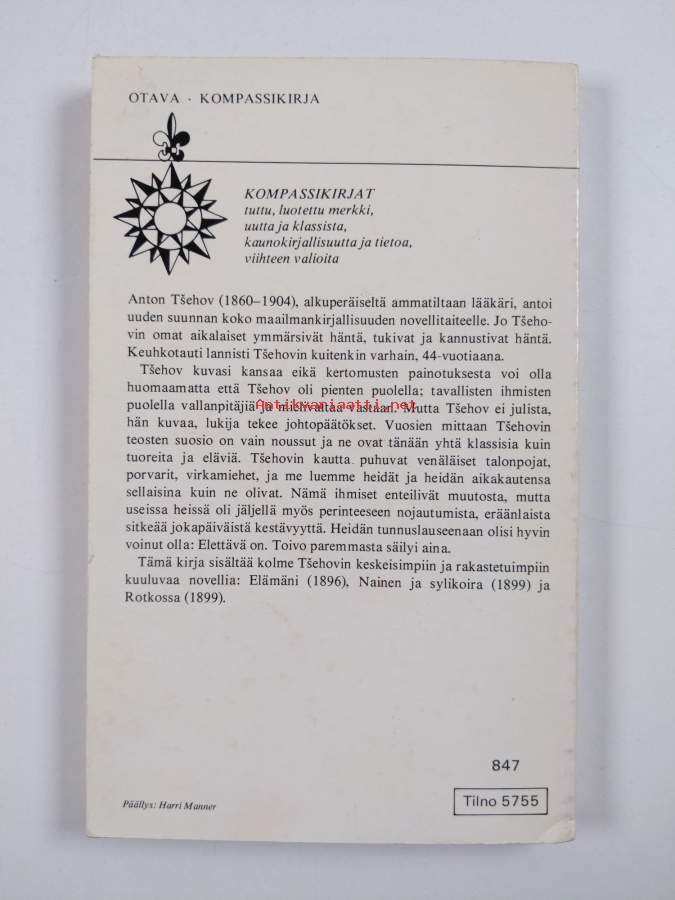 OTAVA · KOMPASSIKIRJA
KOMPASSIKIRJAT
tuttu, luotettu merkki,
uutta ja klassista,
kaunokirjallisuutta ja tietoa,
viihteen valioita
Anton Tšehov (1860–1904), alkuperäiseltä ammatiltaan lääkäri, antoi
uuden suunnan koko maailmankirjallisuuden novellitaiteelle. Jo Tšeho-
vin omat aikalaiset ymmärsivät häntä, tukivat ja kannustivat häntä.
Keuhkotauti lannisti Tšehovin kuitenkin varhain, 44-vuotiaana.
Tšehov kuvasi kansaa eikä kertomusten painotuksesta voi olla
huomaamatta että Tšehov oli pienten puolella; tavallisten ihmisten
puolella vallanpitäjiä ja mielivaltaa vastaan. Mutta Tšehov ei julista,
Antikvariaatti.net
hän kuvaa, lukija tekee johtopäätökset. Vuosien mittaan Tšehovin
teosten suosio on vain noussut ja ne ovat tänään yhtä klassisia kuin
tuoreita ja eläviä. Tšehovin kautta puhuvat venäläiset talonpojat,
porvarit, virkamiehet, ja me luemme heidät ja heidän aikakautensa
sellaisina kuin ne olivat. Nämä ihmiset enteilivät muutosta, mutta
useissa heissä oli jäljellä myös perinteeseen nojautumista, eräänlaista
sitkeää jokapäiväistä kestävyyttä. Heidän tunnuslauseenaan olisi hyvin
voinut olla: Elettävä on. Toivo paremmasta säilyi aina.
Tämä kirja sisältää kolme Tšehovin keskeisimpiin ja rakastetuimpiin
kuuluvaa novellia: Elämäni (1896), Nainen ja sylikoira (1899) ja
Rotkossa (1899).
847
Päällys: Harri Manner
Tilno 5755